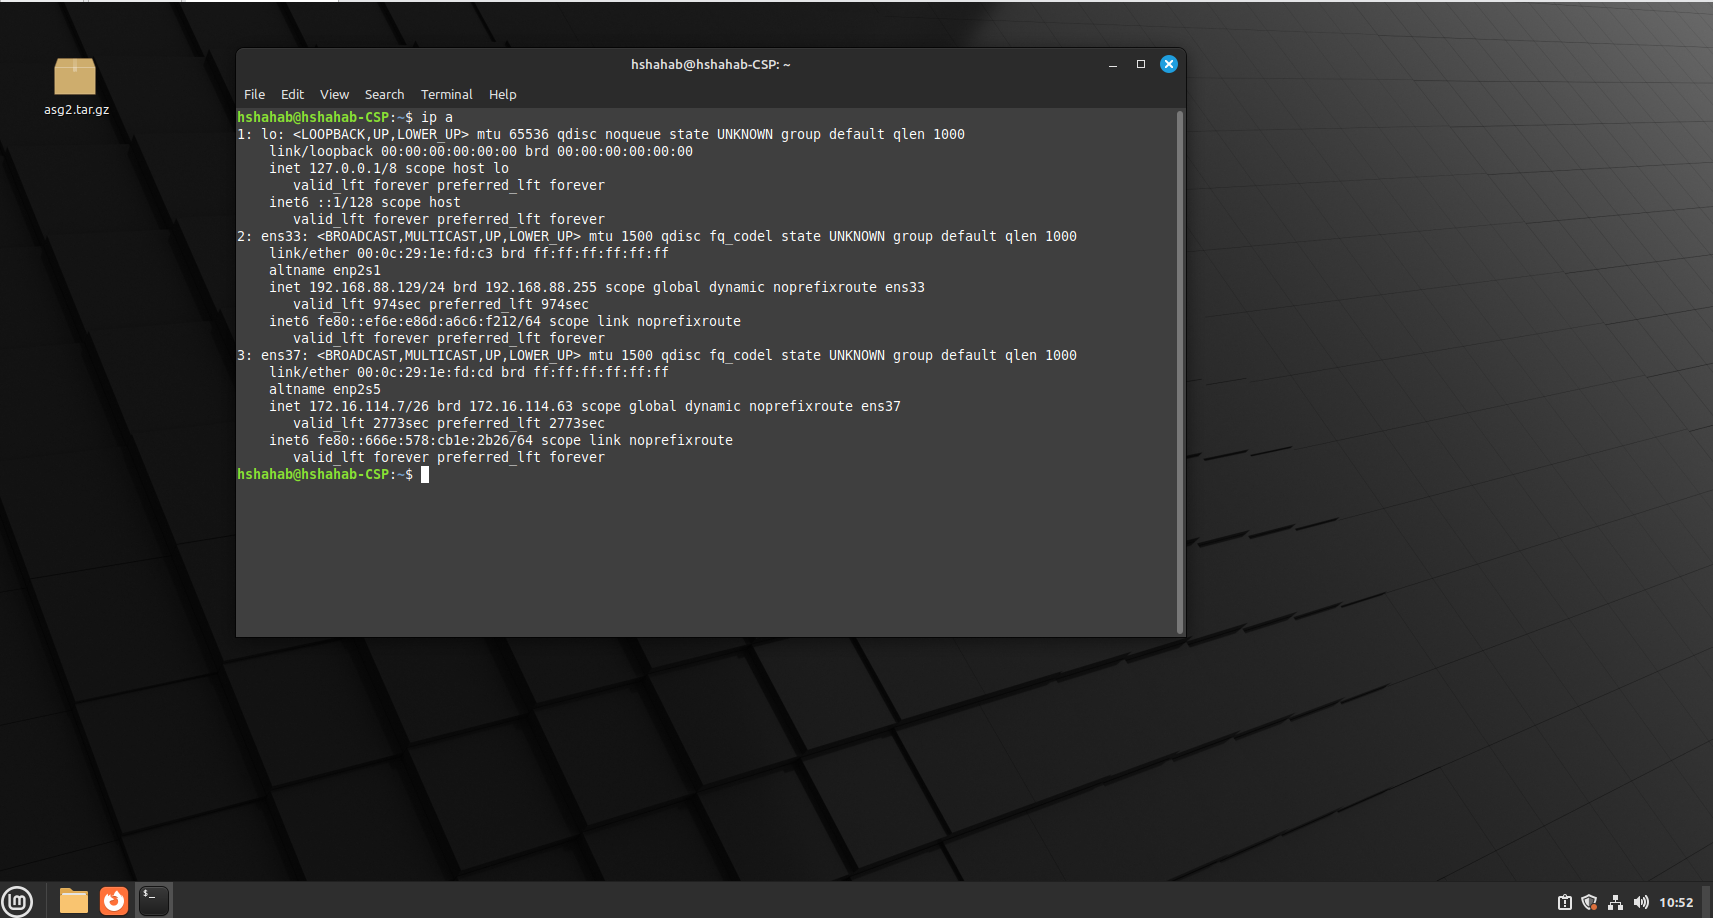 asg2.tar.gz
hshahab@hshahab-CSP: ~
File Edit View Search Terminal Help
hshahab@hshahab-CSP:~$ ip a
1: lo: <LOOPBACK,UP,LOWER_UP> mtu 65536 qdisc noqueue state UNKNOWN group default qlen 1000
    link/loopback 00:00:00:00:00:00 brd 00:00:00:00:00:00
    inet 127.0.0.1/8 scope host lo
       valid_lft forever preferred_lft forever
    inet6 ::1/128 scope host
       valid_lft forever preferred_lft forever
2: ens33: <BROADCAST,MULTICAST,UP,LOWER_UP> mtu 1500 qdisc fq_codel state UNKNOWN group default qlen 1000
    link/ether 00:0c:29:1e:fd:c3 brd ff:ff:ff:ff:ff:ff
    altname enp2s1
    inet 192.168.88.129/24 brd 192.168.88.255 scope global dynamic noprefixroute ens33
       valid_lft 974sec preferred_lft 974sec
    inet6 fe80::ef6e:e86d:a6c6:f212/64 scope link noprefixroute
       valid_lft forever preferred_lft forever
3: ens37: <BROADCAST,MULTICAST,UP,LOWER_UP> mtu 1500 qdisc fq_codel state UNKNOWN group default qlen 1000
    link/ether 00:0c:29:1e:fd:cd brd ff:ff:ff:ff:ff:ff
    altname enp2s5
    inet 172.16.114.7/26 brd 172.16.114.63 scope global dynamic noprefixroute ens37
       valid_lft 2773sec preferred_lft 2773sec
    inet6 fe80::666e:578:cb1e:2b26/64 scope link noprefixroute
       valid_lft forever preferred_lft forever
hshahab@hshahab-CSP:~$
$_
10:52